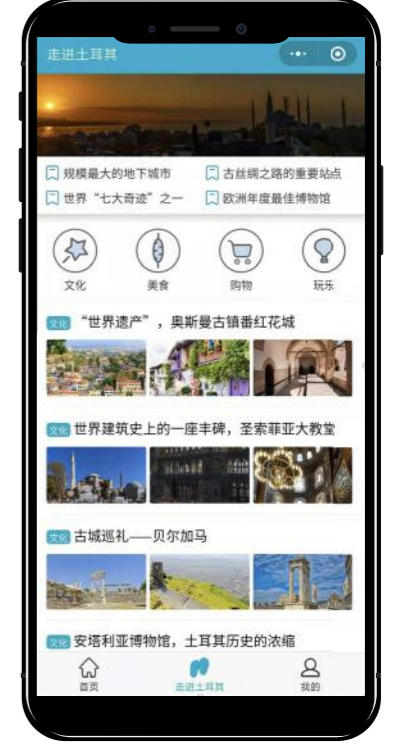 走进土耳其
规模最大的地下城市 古丝绸之路的重要站点
世界“七大奇迹”之一 欧洲年度最佳博物馆
文化 美食 购物 玩乐
文化 “世界遗产”，奥斯曼古镇番红花城
文化 世界建筑史上的一座丰碑，圣索菲亚大教堂
文化 古城巡礼——贝尔加马
文化 安塔利亚博物馆，土耳其历史的浓缩
首页 走进土耳其 我的